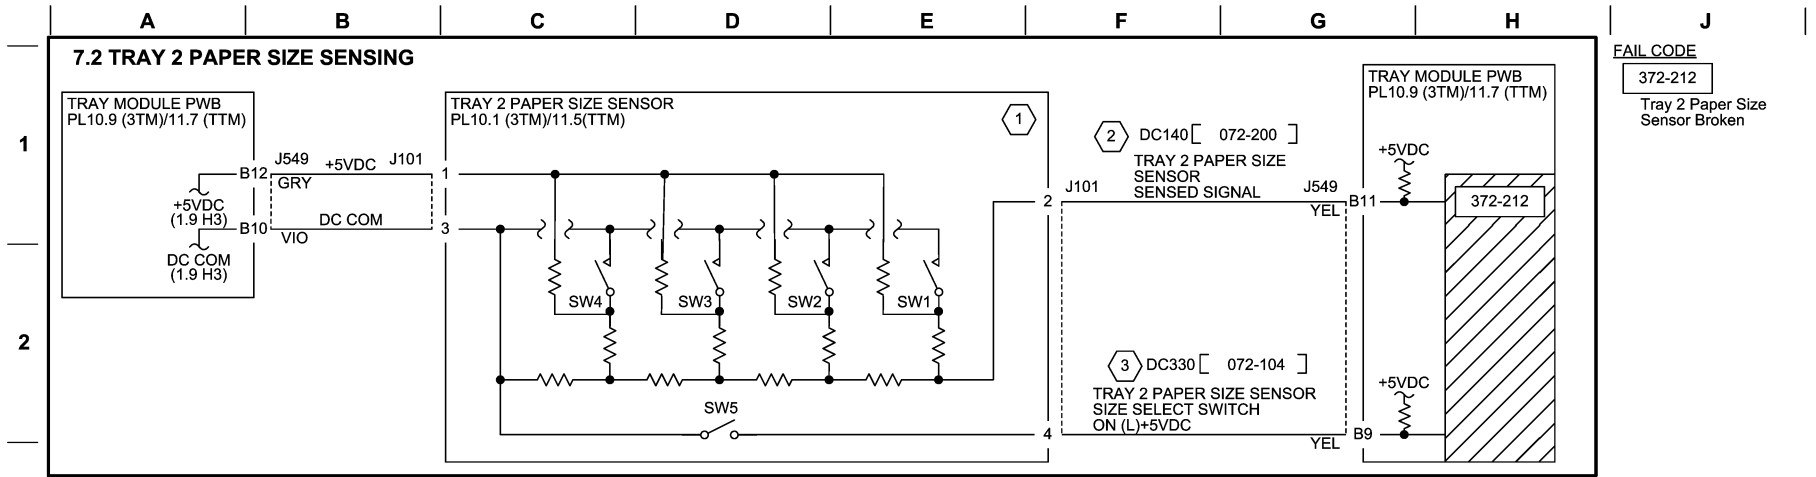 A B C D E F G H J
7.2 TRAY 2 PAPER SIZE SENSING
FAIL CODE
372-212
Tray 2 Paper Size
Sensor Broken
1
2
TRAY MODULE PWB
PL10.9 (3TM)/11.7 (TTM)
+5VDC
(1.9 H3)
DC COM
(1.9 H3)
B12
B10
J549
+5VDC
J101
GRY
DC COM
VIO
TRAY 2 PAPER SIZE SENSOR
PL10.1 (3TM)/11.5(TTM)
1
1
3
SW4
SW3
SW2
SW1
SW5
2
4
J101
2
DC140[ 072-200 ]
TRAY 2 PAPER SIZE
SENSOR
SENSED SIGNAL
J549
YEL
3
DC330[ 072-104 ]
TRAY 2 PAPER SIZE SENSOR
SIZE SELECT SWITCH
ON (L)+5VDC
YEL
TRAY MODULE PWB
PL10.9 (3TM)/11.7 (TTM)
+5VDC
B11
372-212
+5VDC
B9